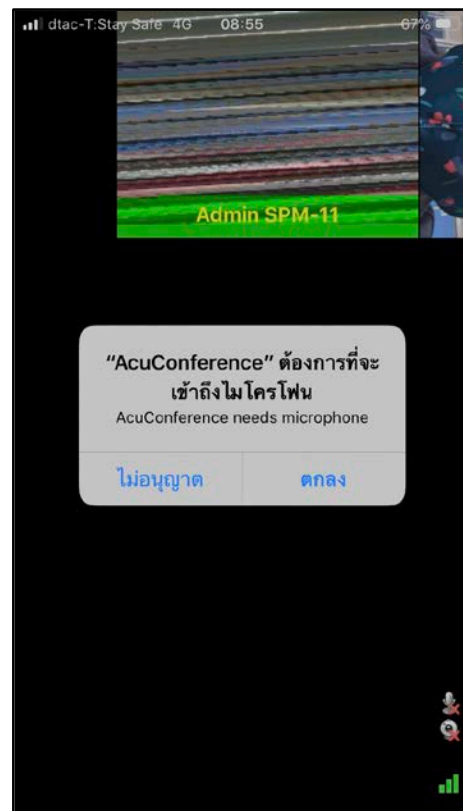 dtac-T:Stay Safe 4G 08:55 67%
Admin SPM-11
“AcuConference” ต้องการที่จะ
เข้าถึงไมโครโฟน
AcuConference needs microphone
ไม่อนุญาต ตกลง